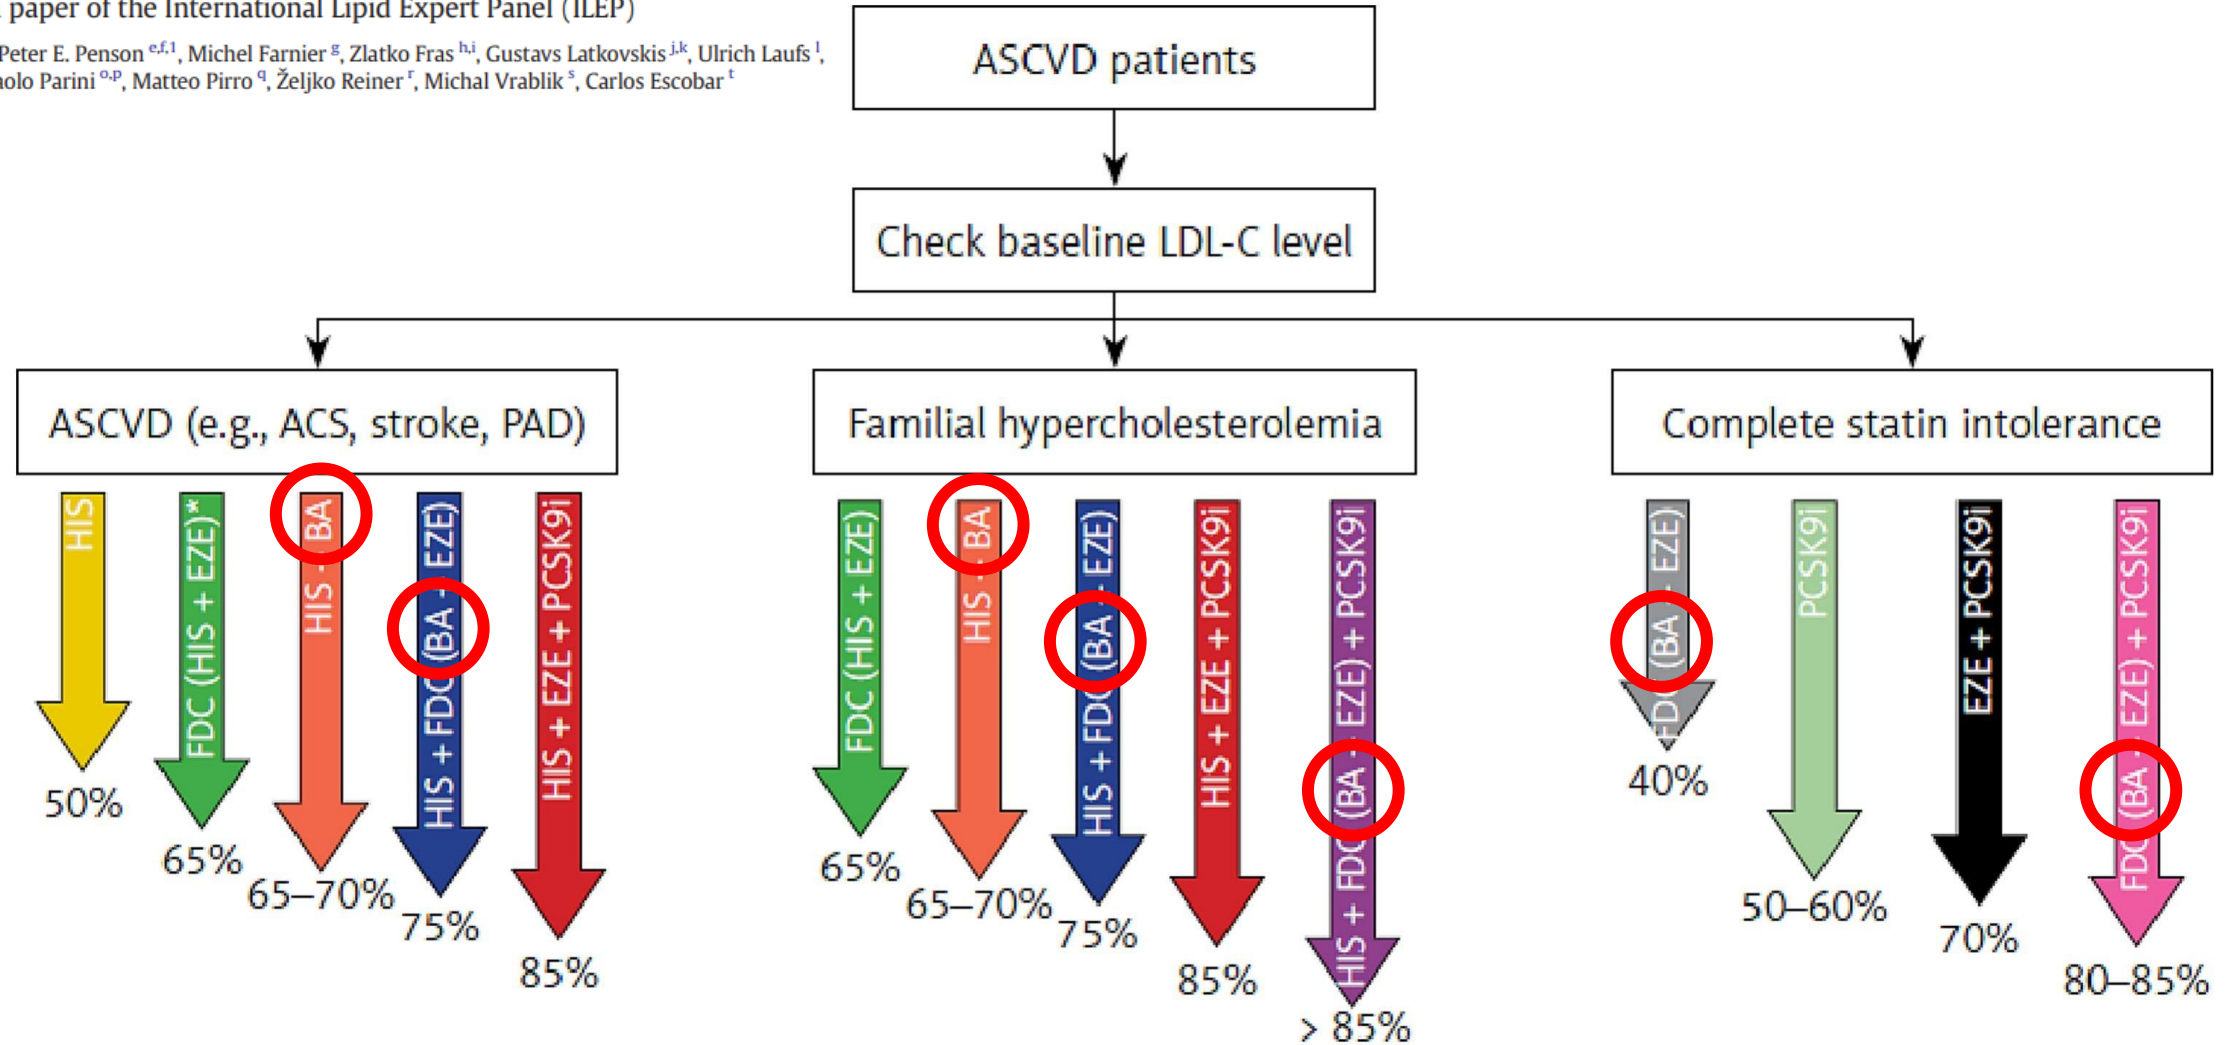 paper of the International Lipid Expert Panel (ILEP)
Peter E. Penson e,f,1, Michel Farnier g, Zlatko Fras h,i, Gustavs Latkovskis j,k, Ulrich Laufs l,
Paolo Parini o,p, Matteo Pirro q, Željko Reiner r, Michal Vrablik s, Carlos Escobar t
ASCVD patients
Check baseline LDL-C level
ASCVD (e.g., ACS, stroke, PAD)
HIS
50%
FDC (HIS + EZE)*
65%
HIS + BA
65–70%
HIS + FDC (BA + EZE)
75%
HIS + EZE + PCSK9i
85%
Familial hypercholesterolemia
FDC (HIS + EZE)
65%
HIS + BA
65–70%
HIS + FDC (BA + EZE)
75%
HIS + EZE + PCSK9i
85%
HIS + FDC (BA + EZE) + PCSK9i
> 85%
Complete statin intolerance
FDC (BA + EZE)
40%
PCSK9i
50–60%
EZE + PCSK9i
70%
FDC (BA + EZE) + PCSK9i
80–85%